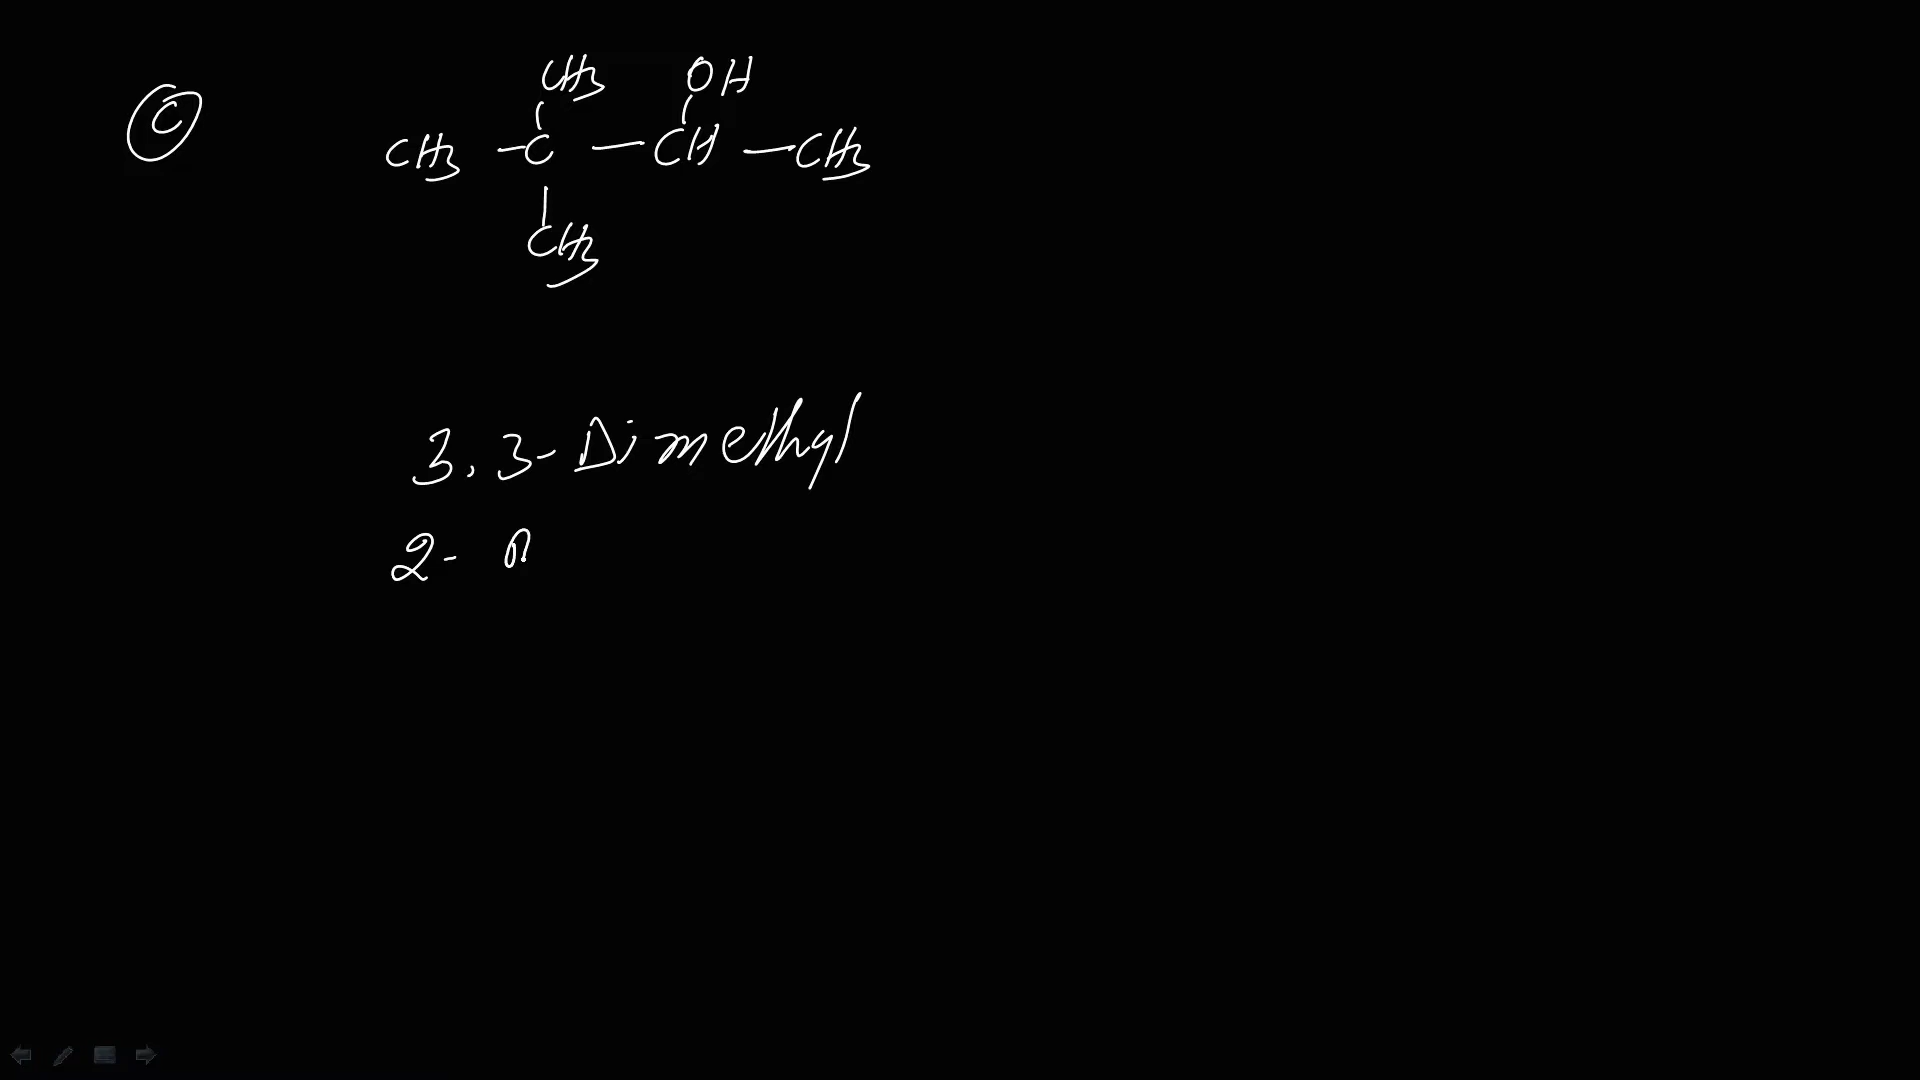 CH3 OH
C CH3 - C - CH - CH3
CH3
3,3-Dimethyl
2-